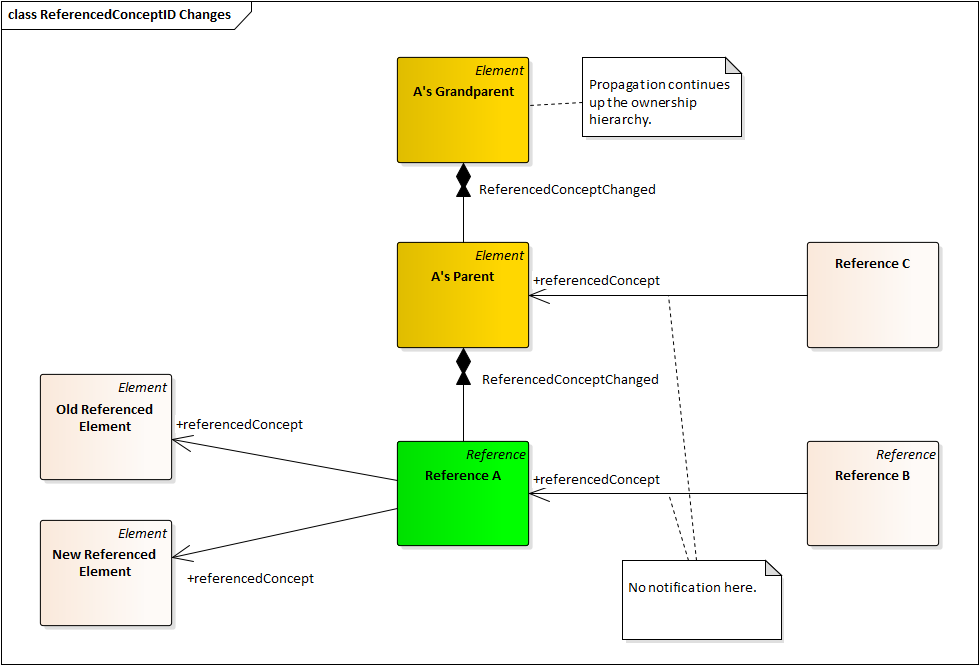 class ReferencedConceptID Changes
Element
A's Grandparent
Propagation continues
up the ownership
hierarchy.
ReferencedConceptChanged
Element
A's Parent
+referencedConcept
Reference C
ReferencedConceptChanged
Element
Old Referenced
Element
+referencedConcept
Reference
Reference A
+referencedConcept
Reference
Reference B
Element
New Referenced
Element
+referencedConcept
No notification here.